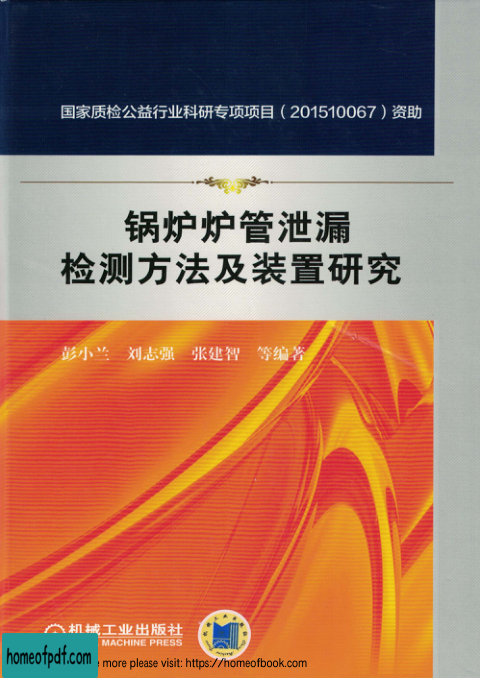 国家质检公益行业科研专项项目（201510067）资助
锅炉炉管泄漏
检测方法及装置研究
彭小兰 刘志强 张建智 等编著
机械工业出版社
MACHINE PRESS
homeofpdf.com
more please visit: https://homeofbook.com